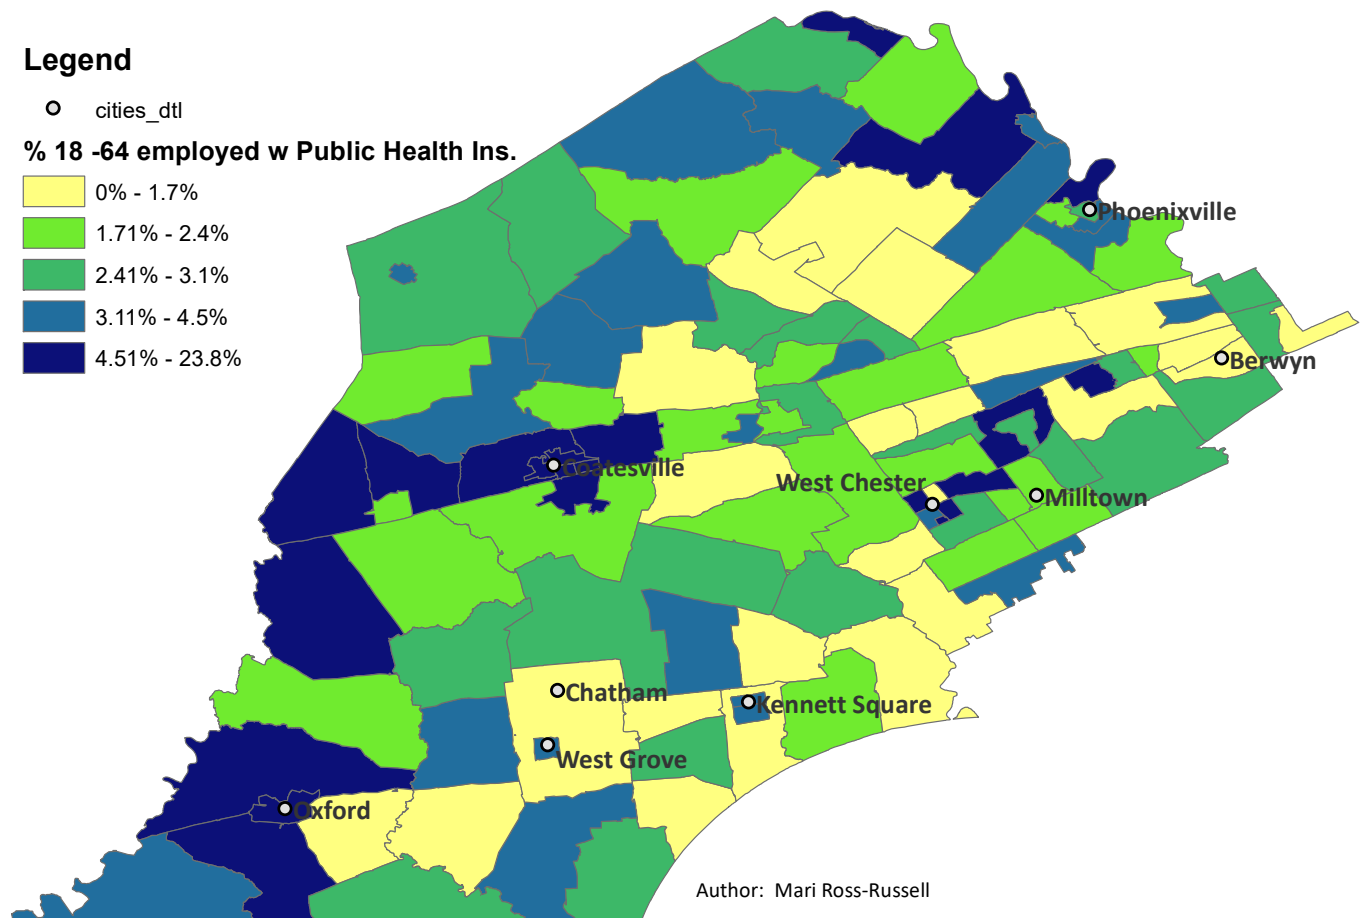 Legend
cities_dtl
% 18 -64 employed w Public Health Ins.
0% - 1.7%
1.71% - 2.4%
2.41% - 3.1%
3.11% - 4.5%
4.51% - 23.8%
Phoenixville
Berwyn
Coatesville
West Chester
Milltown
Chatham
Kennett Square
West Grove
Oxford
Author:  Mari Ross-Russell